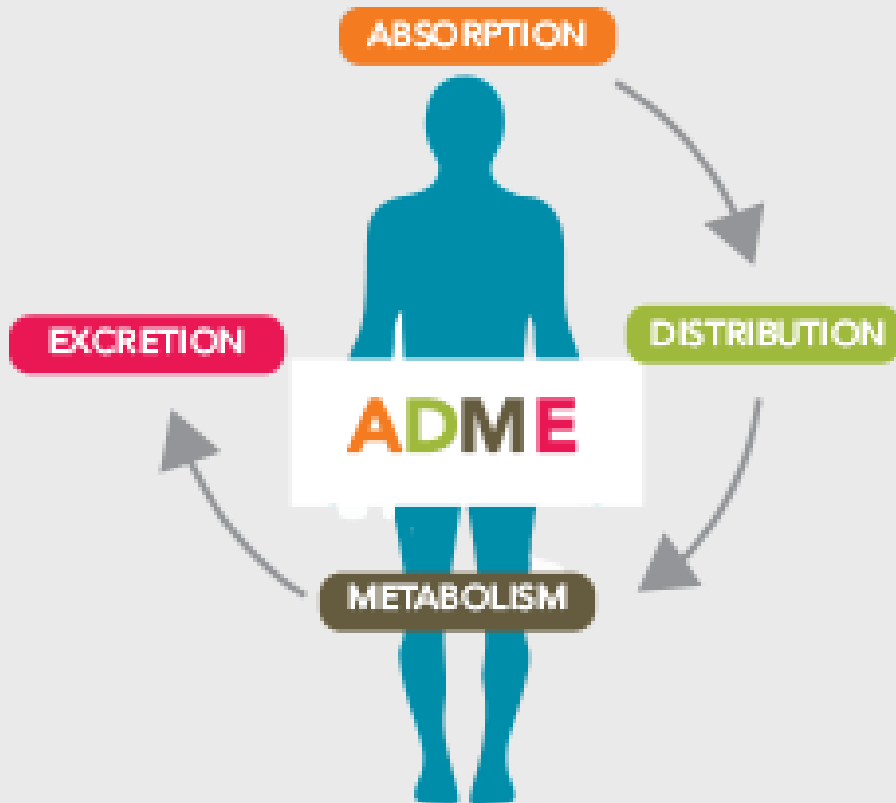 ABSORPTION
DISTRIBUTION
EXCRETION
ADME
METABOLISM